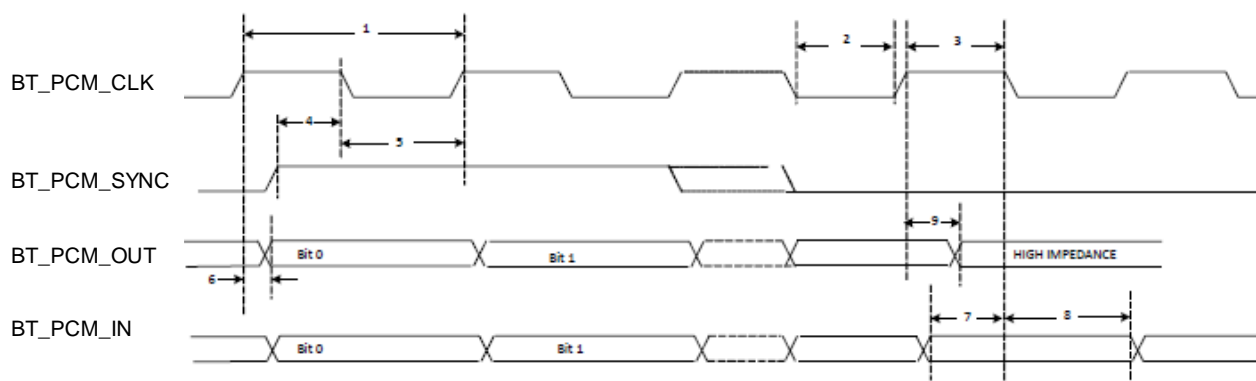 1
2
3
BT_PCM_CLK
4
5
BT_PCM_SYNC
9
BT_PCM_OUT
Bit 0
Bit 1
HIGH IMPEDANCE
6
7
8
BT_PCM_IN
Bit 0
Bit 1